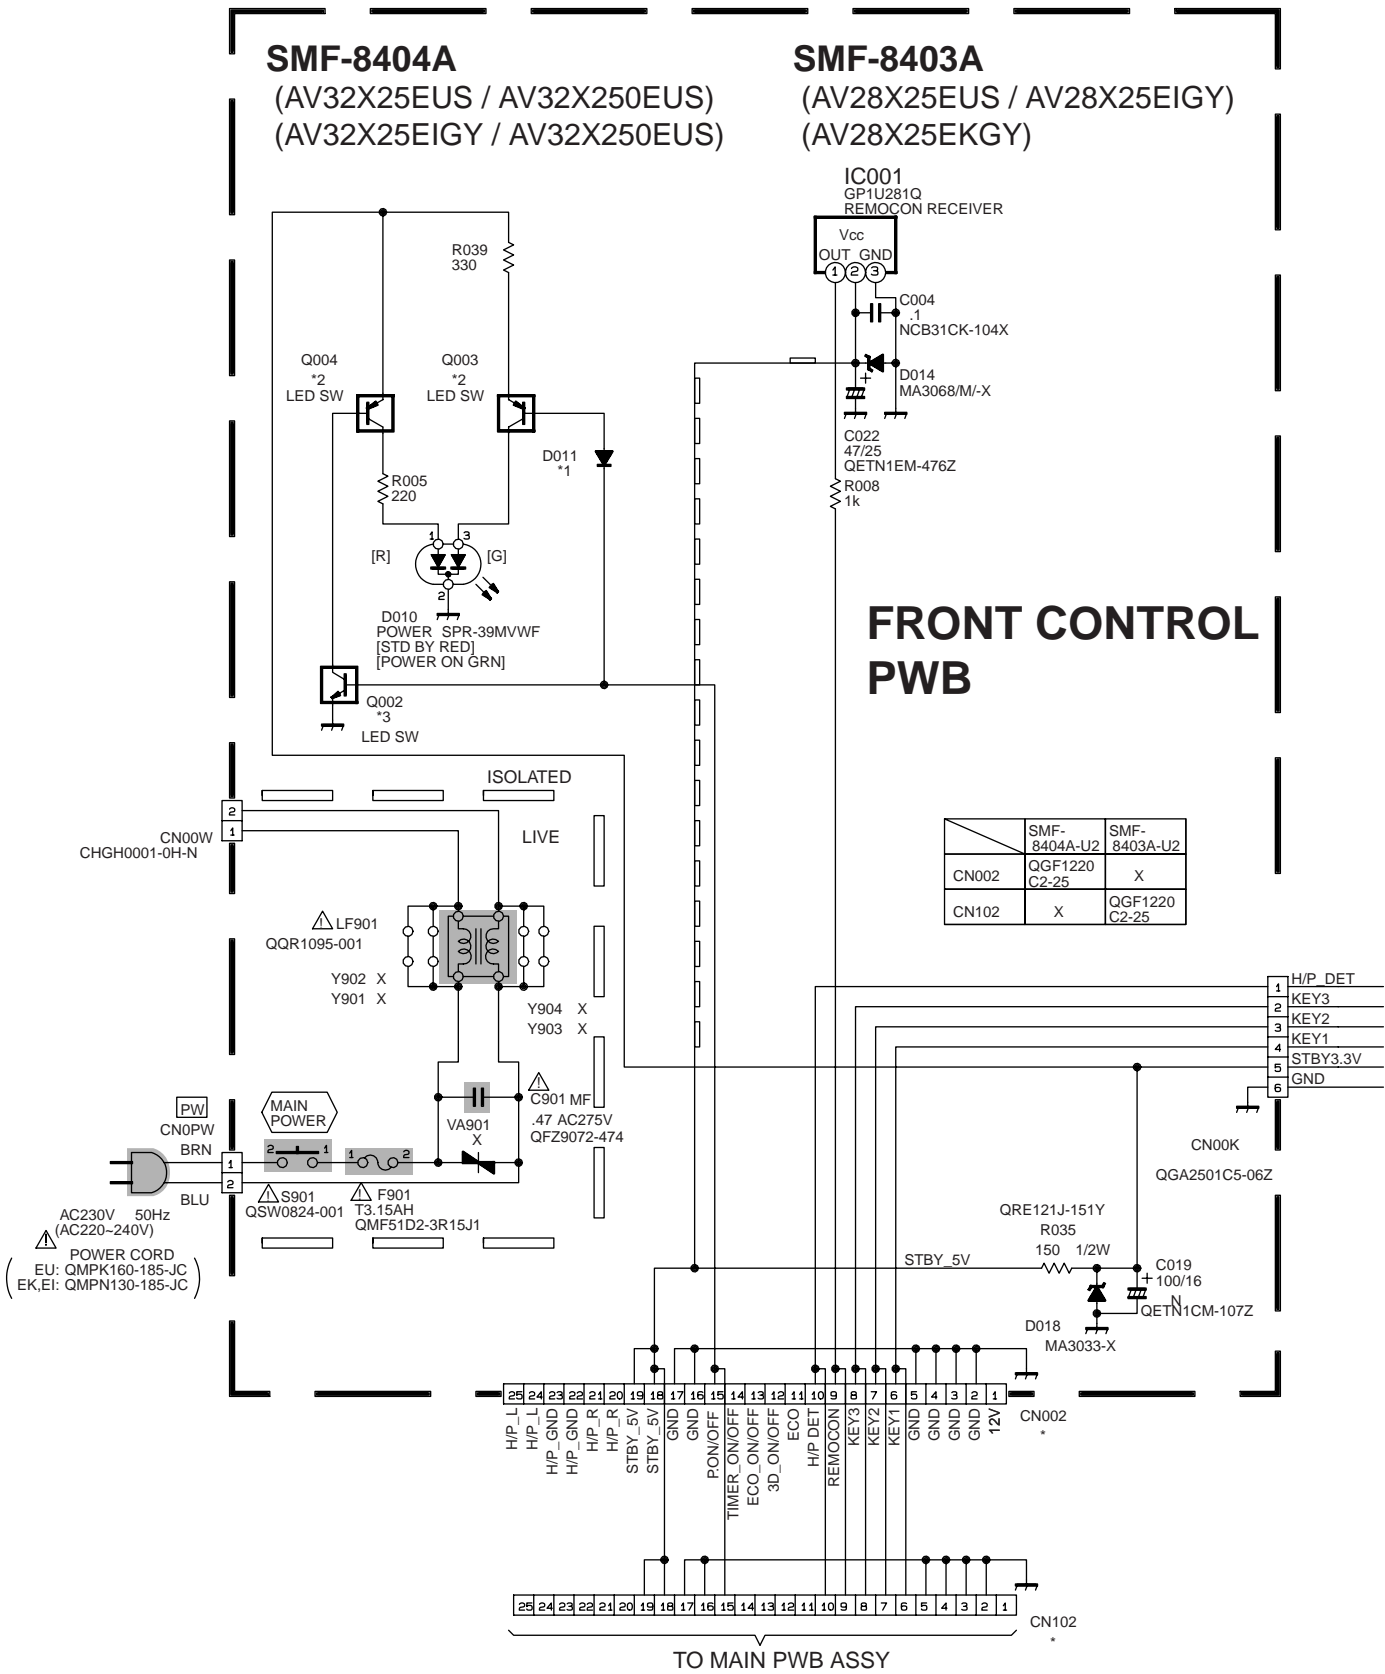 SMF-8404A
(AV32X25EUS / AV32X250EUS)
(AV32X25EIGY / AV32X250EUS)
SMF-8403A
(AV28X25EUS / AV28X25EIGY)
(AV28X25EKGY)
IC001
GP1U281Q
REMOCON RECEIVER
Vcc
OUT GND
1 2 3
R039
330
C004
.1
NCB31CK-104X
Q004
*2
LED SW
Q003
*2
LED SW
D014
MA3068/M/-X
+
C022
47/25
QETN1EM-476Z
D011
*1
R005
220
R008
1k
1 3
[R] [G]
2
D010
POWER SPR-39MVWF
[STD BY RED]
[POWER ON GRN]
FRONT CONTROL
PWB
Q002
*3
LED SW
ISOLATED
LIVE
2
1
CN00W
CHGH0001-0H-N
SMF-8404A-U2 SMF-8403A-U2
CN002 QGF1220C2-25 X
CN102 X QGF1220C2-25
LF901
QQR1095-001
Y902 X
Y901 X
Y904 X
Y903 X
1 H/P_DET
2 KEY3
3 KEY2
4 KEY1
5 STBY3.3V
6 GND
CN00K
QGA2501C5-06Z
PW
CN0PW
BRN
BLU
1
2
MAIN
POWER
2 1
1 2
VA901
X
C901 MF
.47 AC275V
QFZ9072-474
S901
QSW0824-001
F901
T3.15AH
QMF51D2-3R15J1
AC230V 50Hz
(AC220~240V)
POWER CORD
EU: QMPK160-185-JC
EK,EI: QMPN130-185-JC
QRE121J-151Y
R035
150 1/2W
STBY_5V
C019
+ 100/16
N
QETN1CM-107Z
D018
MA3033-X
25 24 23 22 21 20 19 18 17 16 15 14 13 12 11 10 9 8 7 6 5 4 3 2 1
H/P_L
H/P_L
H/P_GND
H/P_GND
H/P_R
H/P_R
STBY_5V
STBY_5V
GND
GND
P.ON/OFF
TIMER_ON/OFF
ECO_ON/OFF
3D_ON/OFF
ECO
H/P DET
REMOCON
KEY3
KEY2
KEY1
GND
GND
GND
GND
12V
CN002
*
25 24 23 22 21 20 19 18 17 16 15 14 13 12 11 10 9 8 7 6 5 4 3 2 1
CN102
*
TO MAIN PWB ASSY